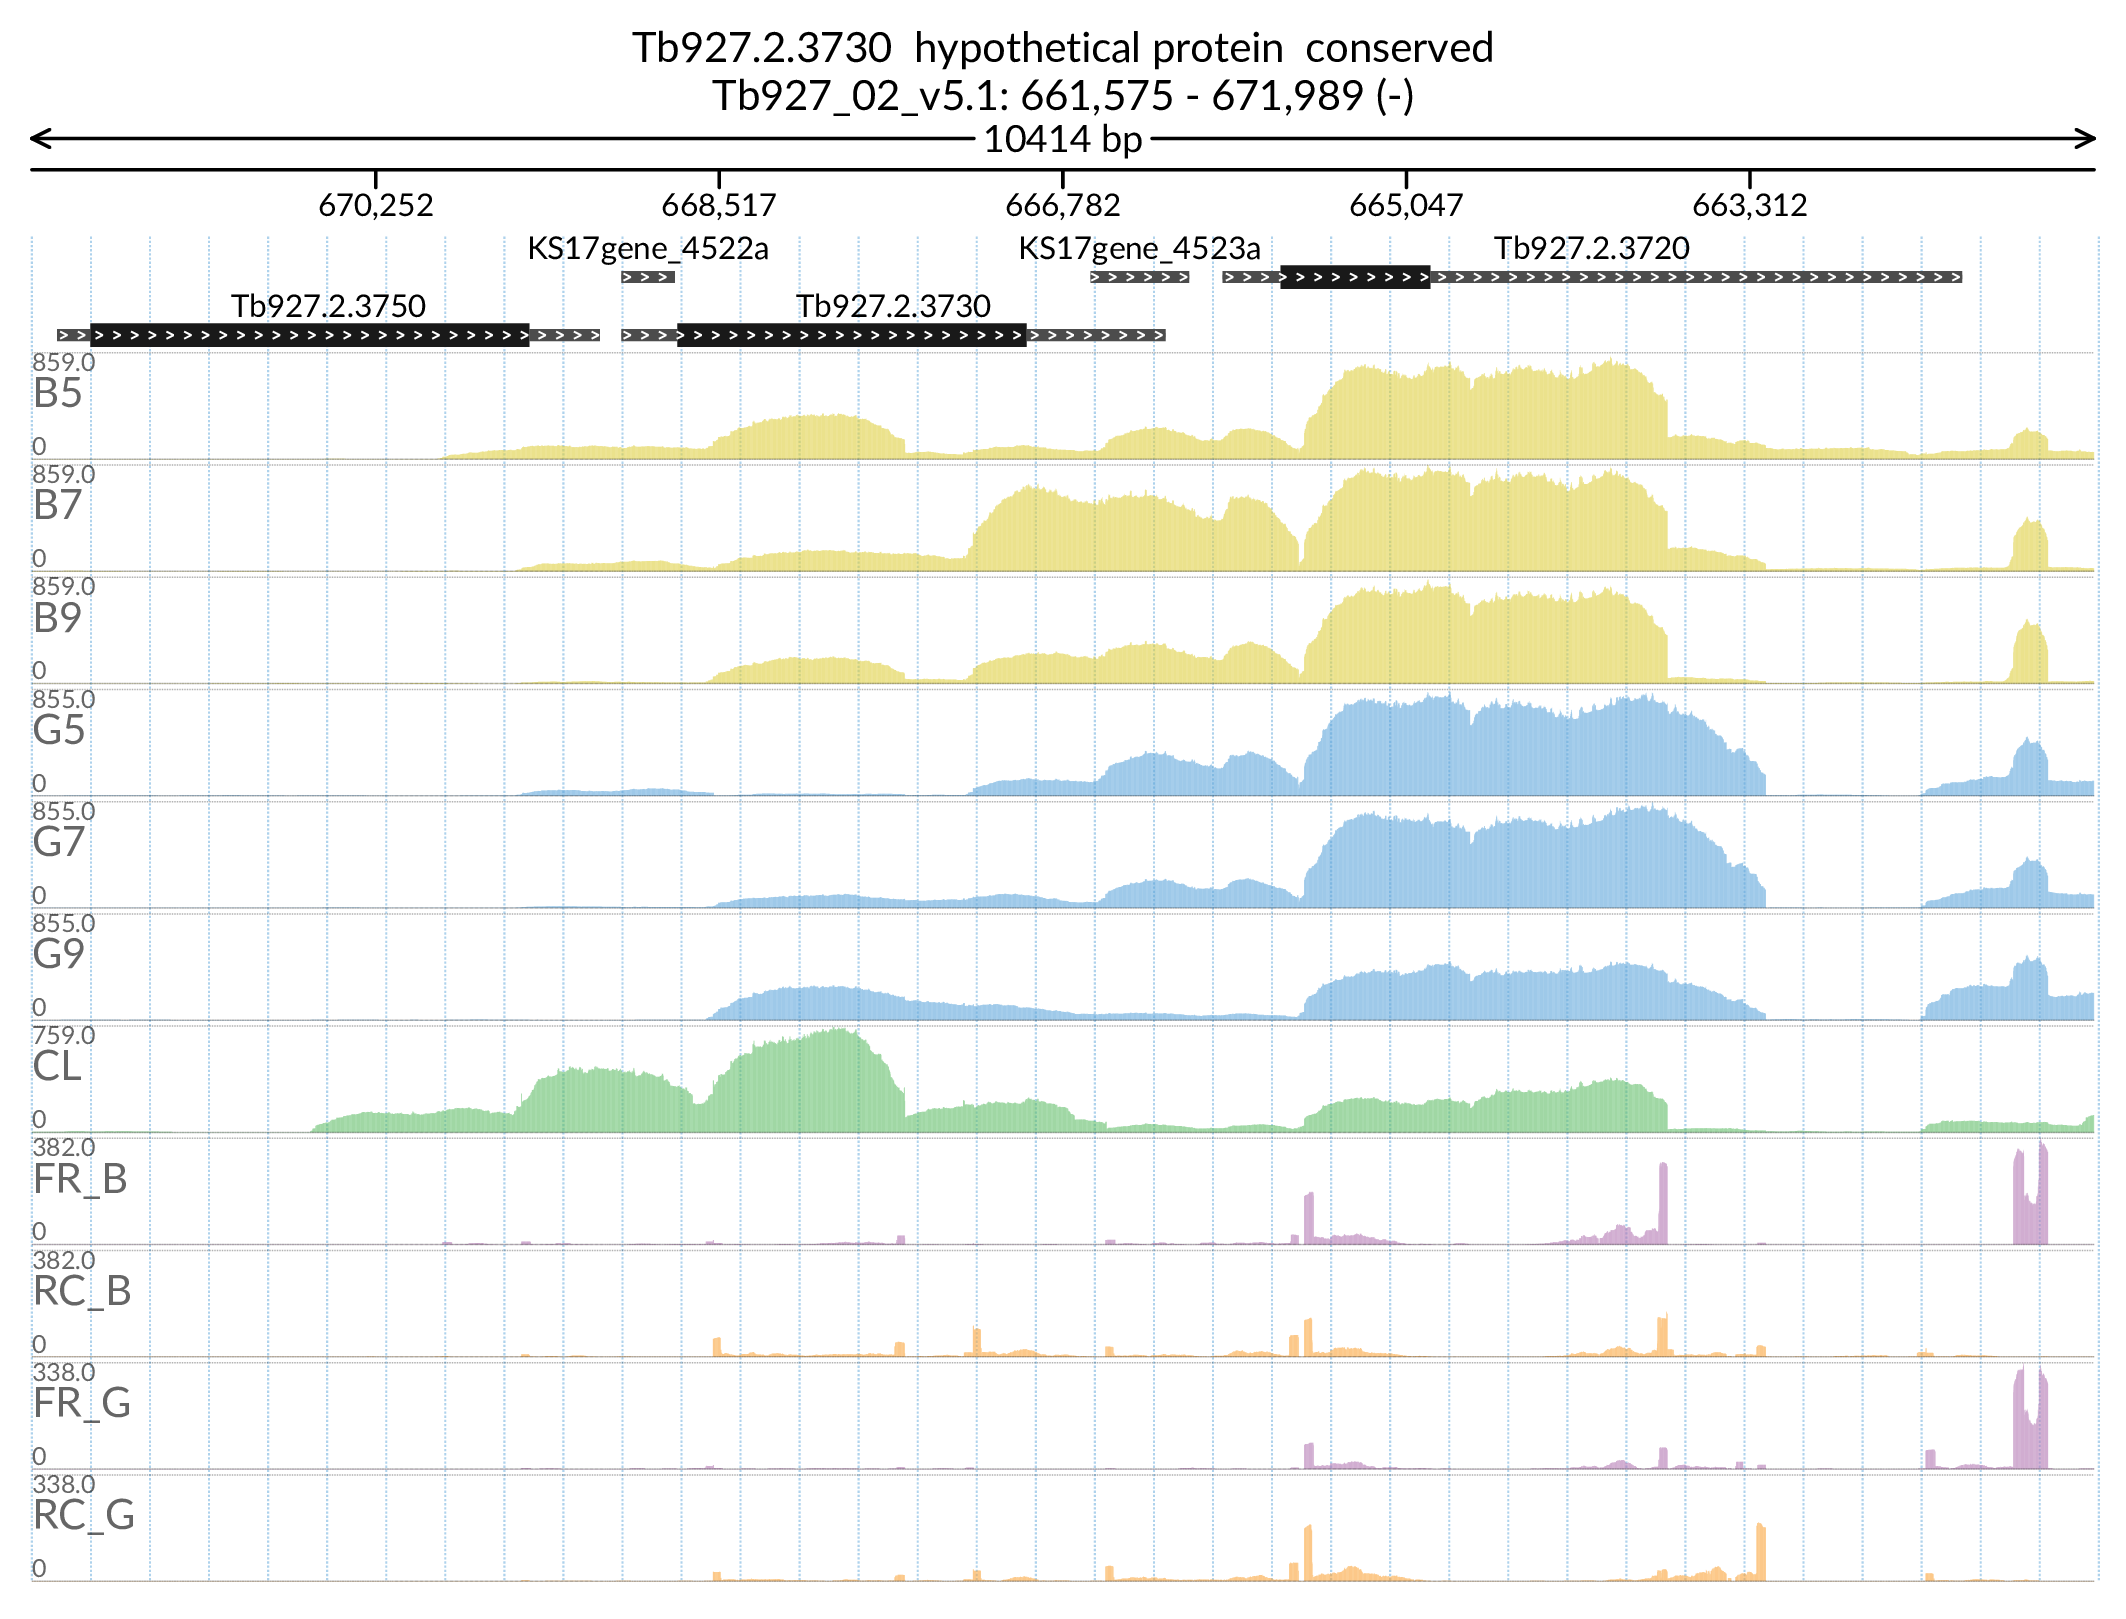 Tb927.2.3730  hypothetical protein  conserved
Tb927_02_v5.1: 661,575 - 671,989 (-)
10414 bp
670,252 668,517 666,782 665,047 663,312
KS17gene_4522a KS17gene_4523a Tb927.2.3720
Tb927.2.3750 Tb927.2.3730
859.0
B5
0
859.0
B7
0
859.0
B9
0
855.0
G5
0
855.0
G7
0
855.0
G9
0
759.0
CL
0
382.0
FR_B
0
382.0
RC_B
0
338.0
FR_G
0
338.0
RC_G
0